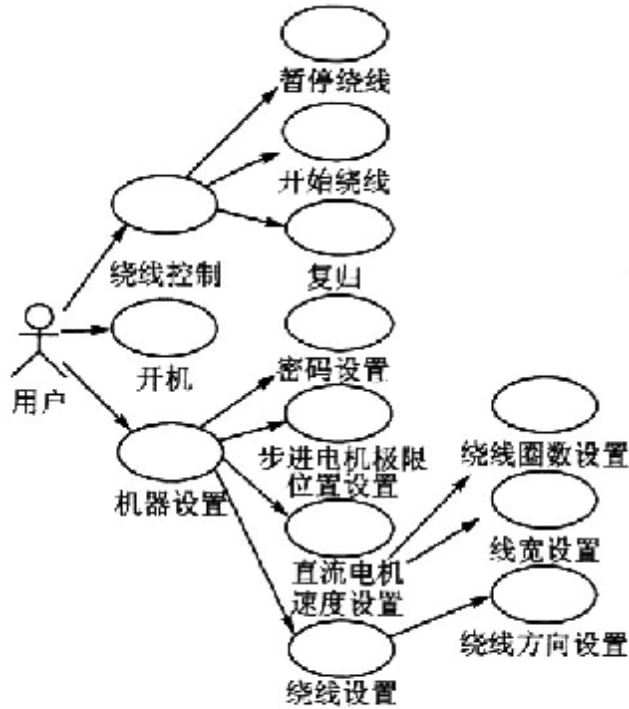 暂停绕线
开始绕线
绕线控制
复归
用户
开机
密码设置
步进电机极限
位置设置
机器设置
绕线圈数设置
直流电机
速度设置
线宽设置
绕线方向设置
绕线设置